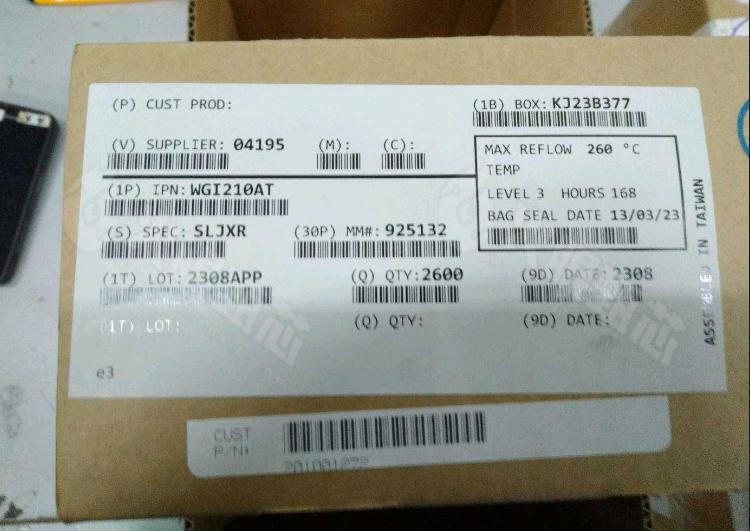 (P) CUST PROD:
(1B) BOX: KJ23B377
(V) SUPPLIER: 04195
(M):
(C):
MAX REFLOW 260 °C
TEMP
LEVEL 3 HOURS 168
BAG SEAL DATE 13/03/23
(1P) IPN: WGI210AT
(S) SPEC: SLJXR
(30P) MM#: 925132
(1T) LOT: 2308APP
(Q) QTY: 2600
(9D) DATE: 2308
(1T) LOT:
(Q) QTY:
(9D) DATE:
e3
ASSEMBLED IN TAIWAN
CUST
P/N: